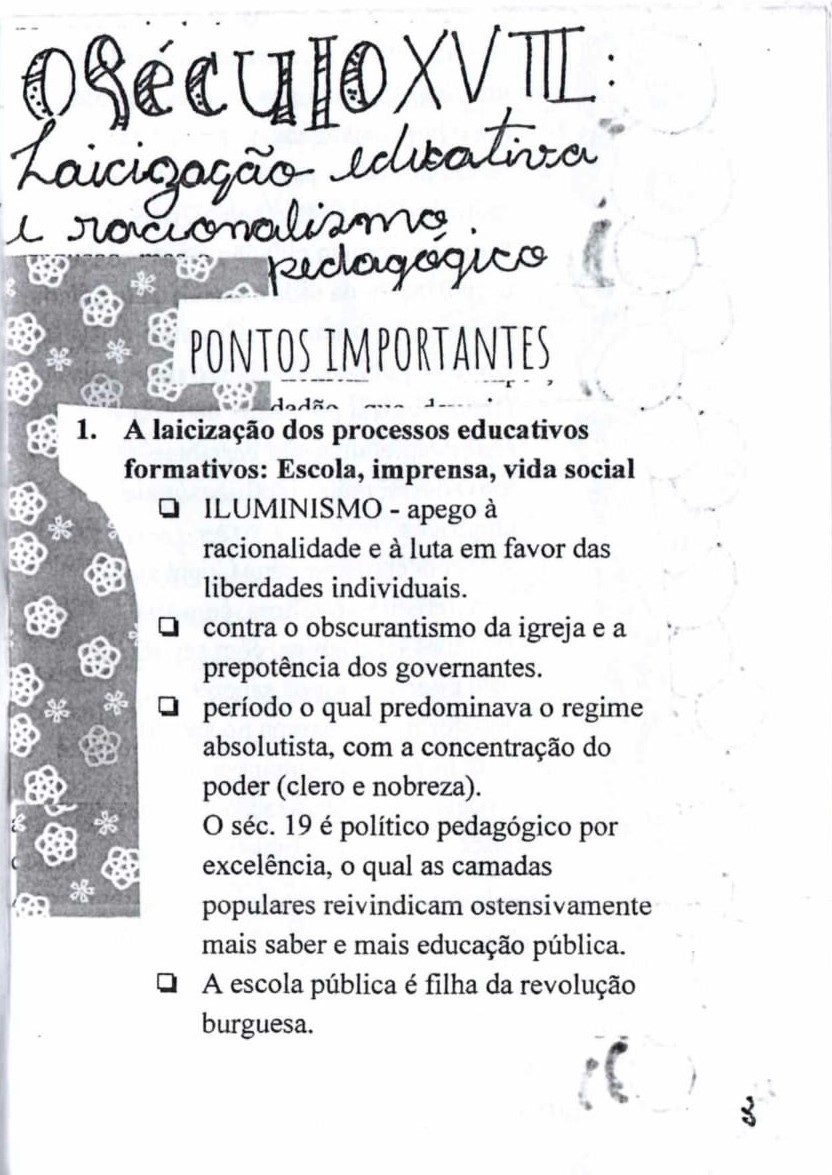 O SÉCULO XVIII:
Laicização educativa
e racionalismo
pedagógico
PONTOS IMPORTANTES
1. A laicização dos processos educativos
formativos: Escola, imprensa, vida social
❑ ILUMINISMO - apego à
racionalidade e à luta em favor das
liberdades individuais.
❑ contra o obscurantismo da igreja e a
prepotência dos governantes.
❑ período o qual predominava o regime
absolutista, com a concentração do
poder (clero e nobreza).
O séc. 19 é político pedagógico por
excelência, o qual as camadas
populares reivindicam ostensivamente
mais saber e mais educação pública.
❑ A escola pública é filha da revolução
burguesa.